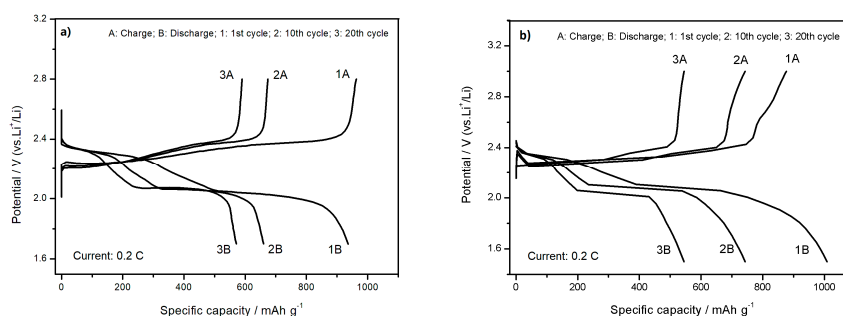 a)
A: Charge; B: Discharge; 1: 1st cycle; 2: 10th cycle; 3: 20th cycle
3.2
2.8
2.4
2.0
1.6
Potential / V (vs.Li⁺/Li)
3A
2A
1A
3B
2B
1B
Current: 0.2 C
0
200
400
600
800
1000
Specific capacity / mAh g⁻¹
b)
A: Charge; B: Discharge; 1: 1st cycle; 2: 10th cycle; 3: 20th cycle
3.2
2.8
2.4
2.0
1.6
Potential / V (vs.Li⁺/Li)
3A
2A
1A
3B
2B
1B
Current: 0.2 C
0
200
400
600
800
1000
Specific capacity / mAh g⁻¹